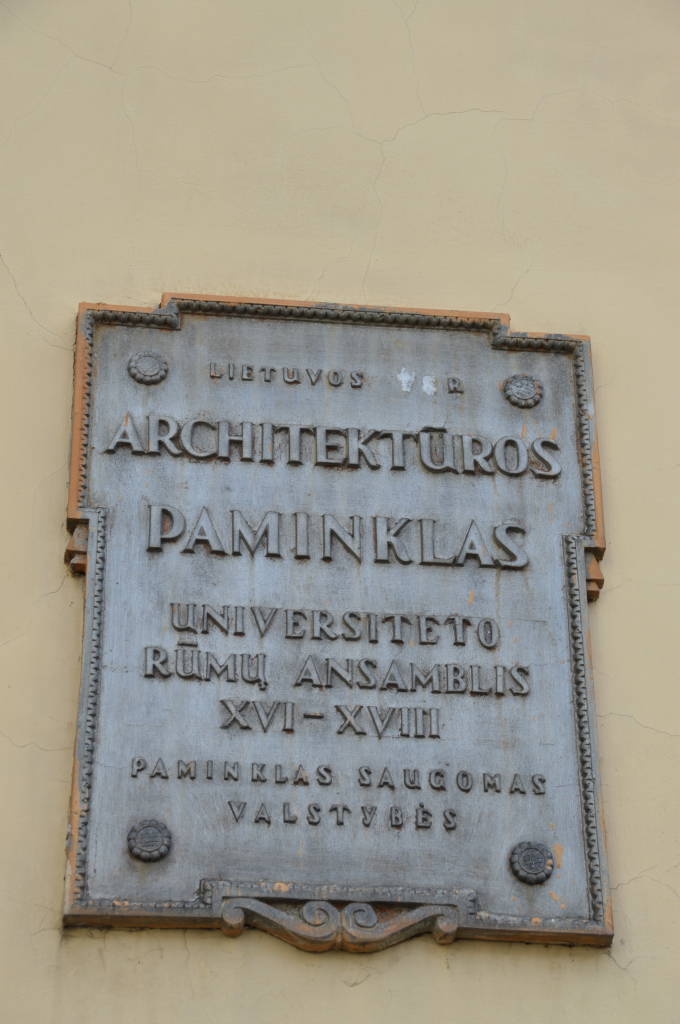 LIETUVOS R
ARCHITEKTŪROS
PAMINKLAS
UNIVERSITETO
RŪMŲ ANSAMBLIS
XVI-XVIII
PAMINKLAS SAUGOMAS
VALSTYBĖS